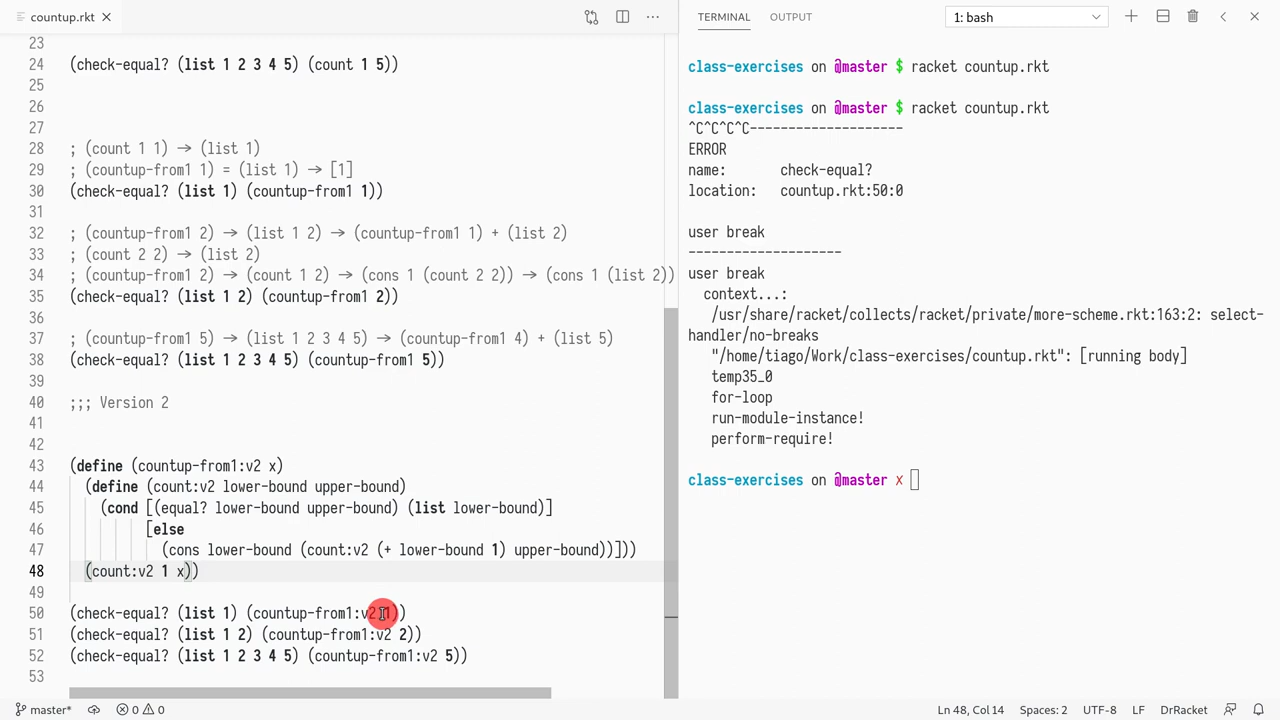 countup.rkt
23
24 (check-equal? (list 1 2 3 4 5) (count 1 5))
25
26
27
28 ; (count 1 1) → (list 1)
29 ; (countup-from1 1) = (list 1) → [1]
30 (check-equal? (list 1) (countup-from1 1))
31
32 ; (countup-from1 2) → (list 1 2) → (countup-from1 1) + (list 2)
33 ; (count 2 2) → (list 2)
34 ; (countup-from1 2) → (count 1 2) → (cons 1 (count 2 2)) → (cons 1 (list 2))
35 (check-equal? (list 1 2) (countup-from1 2))
36
37 ; (countup-from1 5) → (list 1 2 3 4 5) → (countup-from1 4) + (list 5)
38 (check-equal? (list 1 2 3 4 5) (countup-from1 5))
39
40 ;;; Version 2
41
42
43 (define (countup-from1:v2 x)
44 (define (count:v2 lower-bound upper-bound)
45 (cond [(equal? lower-bound upper-bound) (list lower-bound)]
46 [else
47 (cons lower-bound (count:v2 (+ lower-bound 1) upper-bound))]))
48 (count:v2 1 x))
49
50 (check-equal? (list 1) (countup-from1:v2 1))
51 (check-equal? (list 1 2) (countup-from1:v2 2))
52 (check-equal? (list 1 2 3 4 5) (countup-from1:v2 5))
53
TERMINAL OUTPUT 1: bash
class-exercises on @master $ racket countup.rkt
class-exercises on @master $ racket countup.rkt
^C^C^C^C--------------------
ERROR
name: check-equal?
location: countup.rkt:50:0
user break
--------------------
user break
context...:
/usr/share/racket/collects/racket/private/more-scheme.rkt:163:2: select-
handler/no-breaks
"/home/tiago/Work/class-exercises/countup.rkt": [running body]
temp35_0
for-loop
run-module-instance!
perform-require!
class-exercises on @master x
master* 0 0 Ln 48, Col 14 Spaces: 2 UTF-8 LF DrRacket